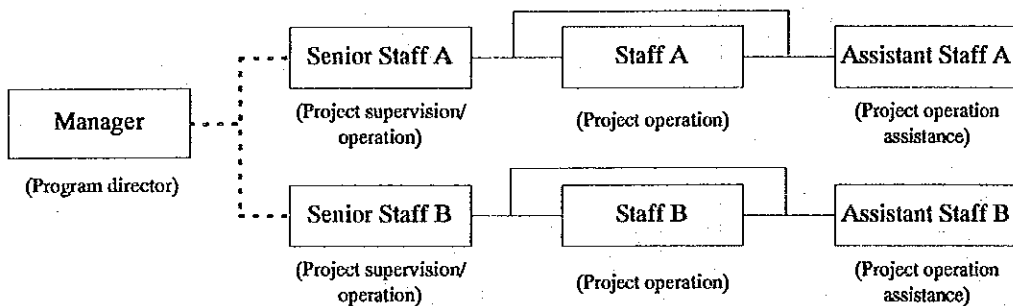 Senior Staff A
Staff A
Assistant Staff A
(Project supervision/
operation)
(Project operation)
(Project operation
assistance)
Manager
(Program director)
Senior Staff B
Staff B
Assistant Staff B
(Project supervision/
operation)
(Project operation)
(Project operation
assistance)